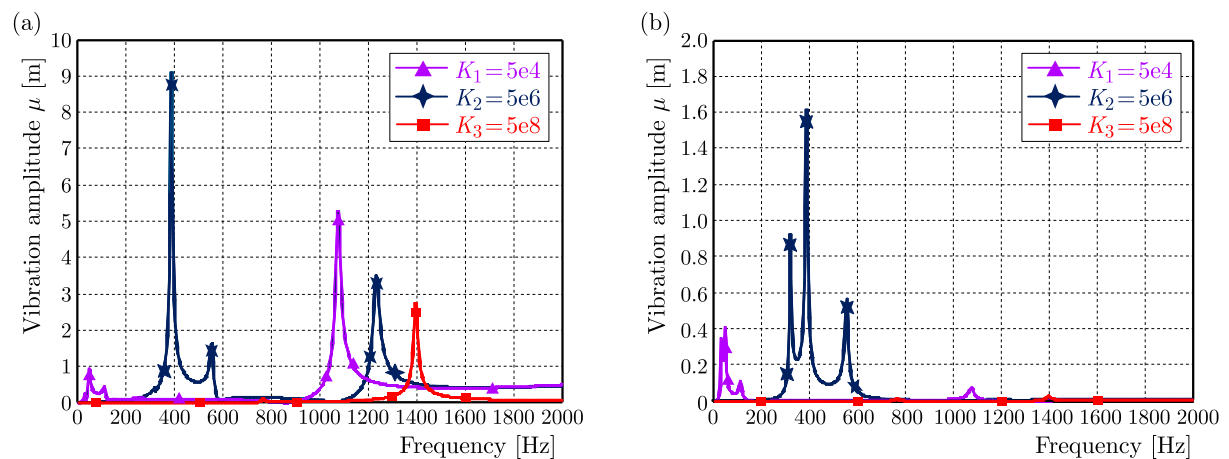 (a)
Vibration amplitude μ [m]
10
9
8
7
6
5
4
3
2
1
0
K₁=5e4
K₂=5e6
K₃=5e8
0 200 400 600 800 1000 1200 1400 1600 1800 2000
Frequency [Hz]
(b)
Vibration amplitude μ [m]
2.0
1.8
1.6
1.4
1.2
1.0
0.8
0.6
0.4
0.2
0.0
K₁=5e4
K₂=5e6
K₃=5e8
0 200 400 600 800 1000 1200 1400 1600 1800 2000
Frequency [Hz]